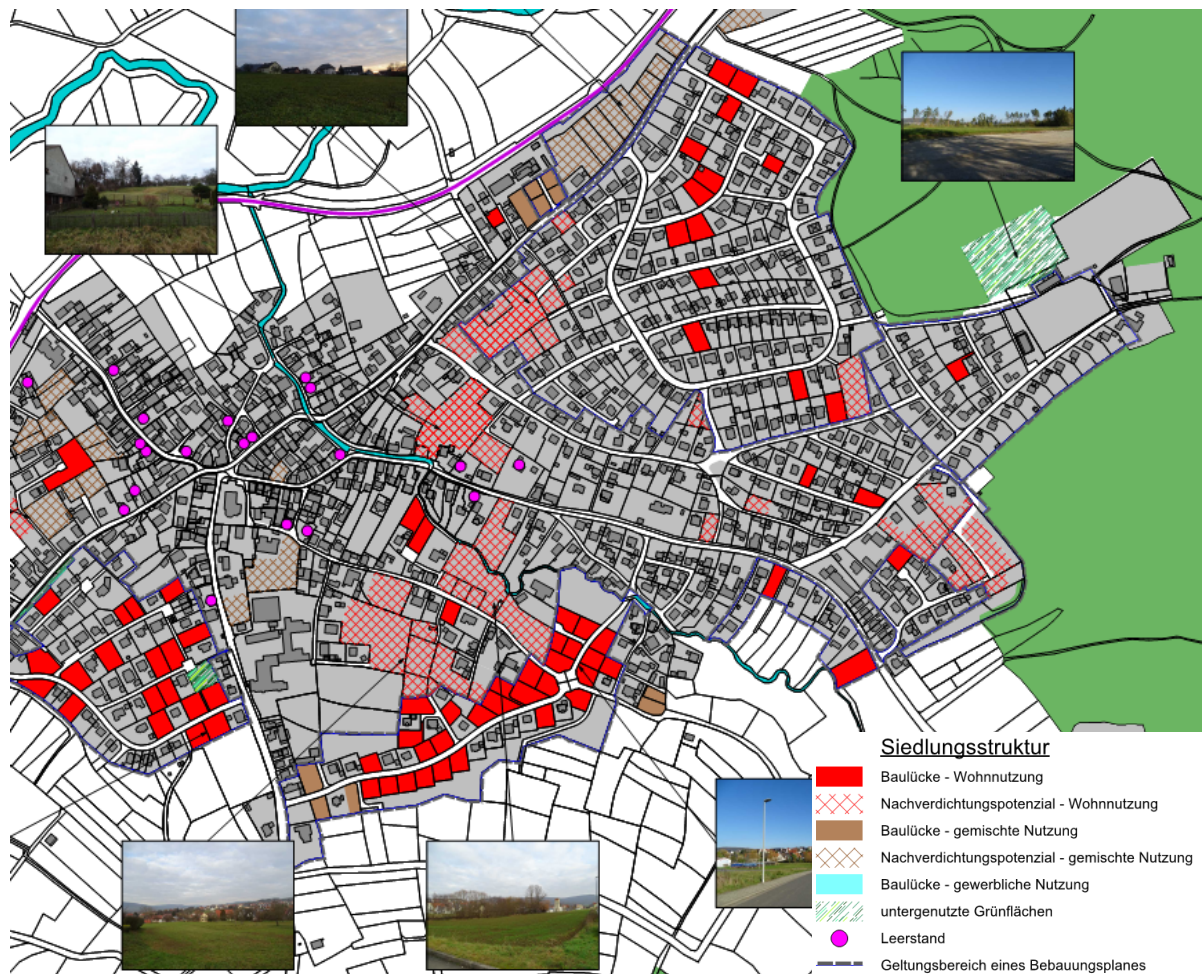 Siedlungsstruktur
Baulücke - Wohnnutzung
Nachverdichtungspotenzial - Wohnnutzung
Baulücke - gemischte Nutzung
Nachverdichtungspotenzial - gemischte Nutzung
Baulücke - gewerbliche Nutzung
untergenutzte Grünflächen
Leerstand
Geltungsbereich eines Bebauungsplanes